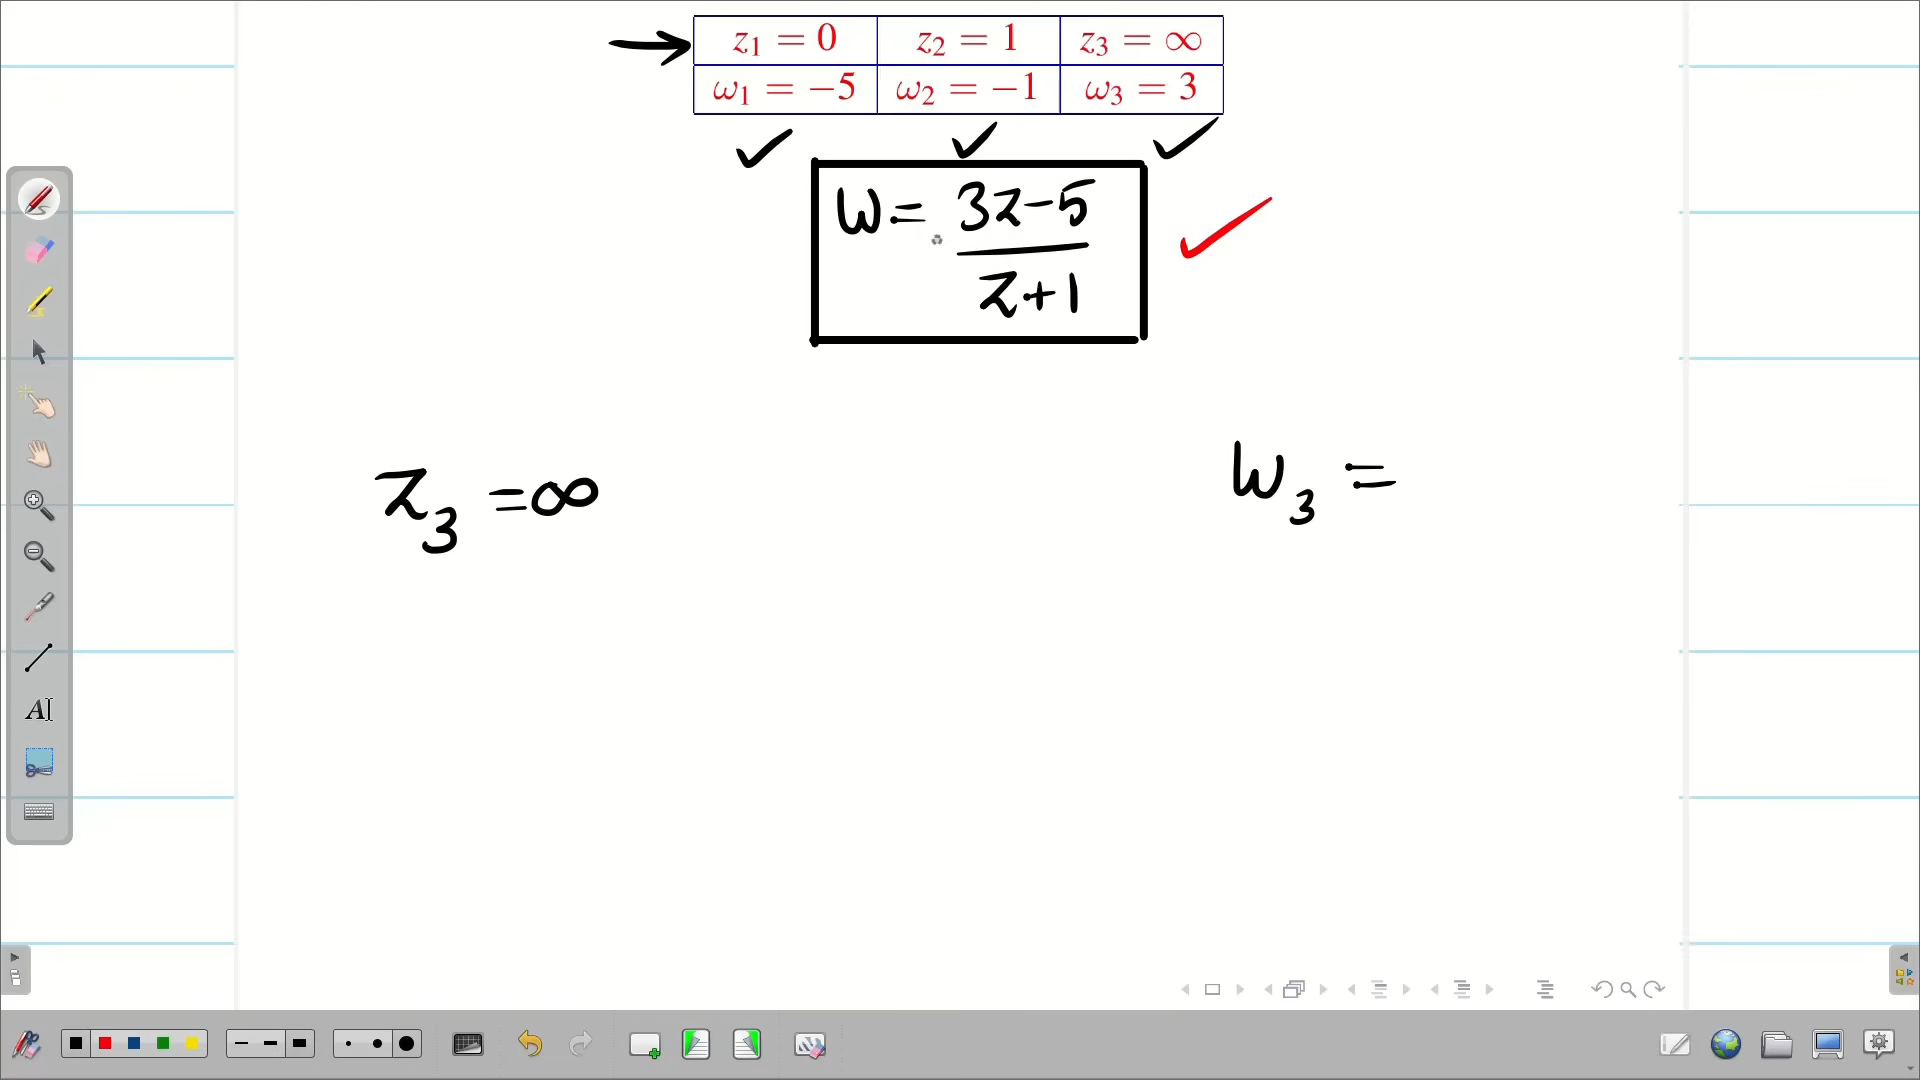 z₁ = 0 z₂ = 1 z₃ = ∞
ω₁ = −5 ω₂ = −1 ω₃ = 3
W = 3z−5
z+1
z₃ = ∞ W₃ =